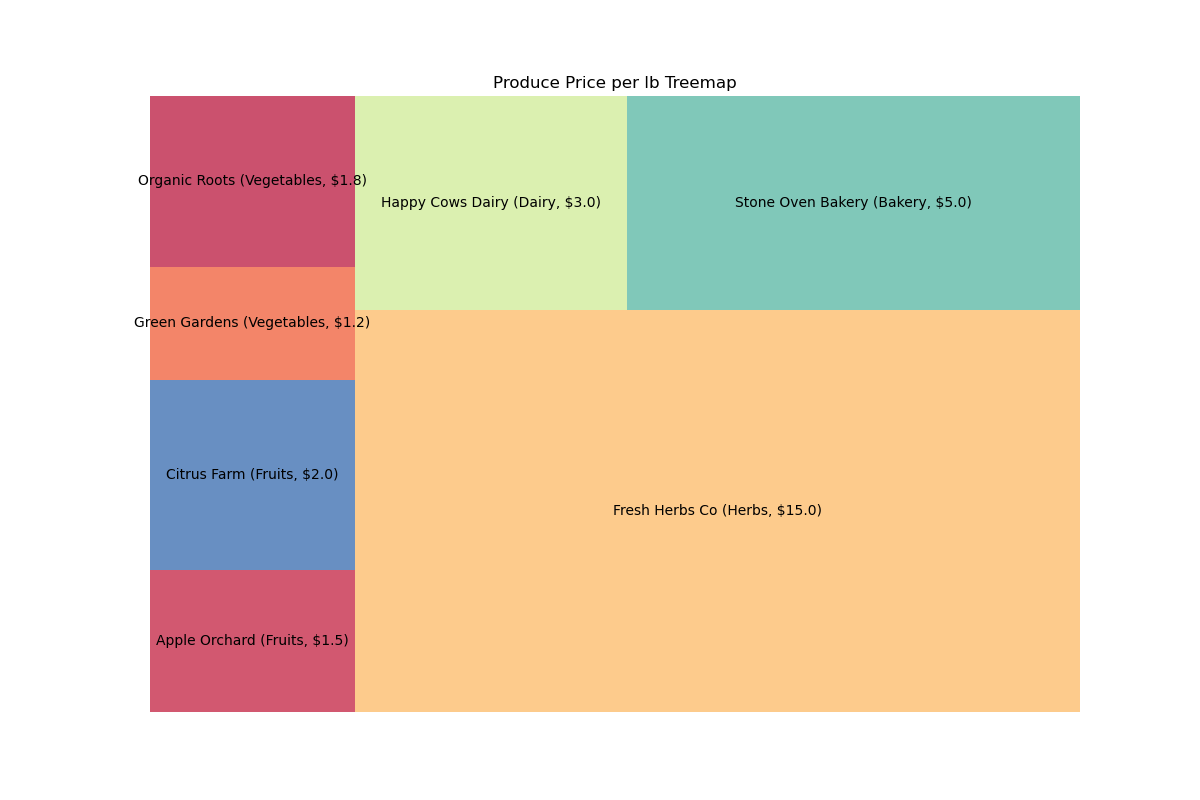 Produce Price per lb Treemap
Organic Roots (Vegetables, $1.8)
Happy Cows Dairy (Dairy, $3.0)
Stone Oven Bakery (Bakery, $5.0)
Green Gardens (Vegetables, $1.2)
Citrus Farm (Fruits, $2.0)
Fresh Herbs Co (Herbs, $15.0)
Apple Orchard (Fruits, $1.5)